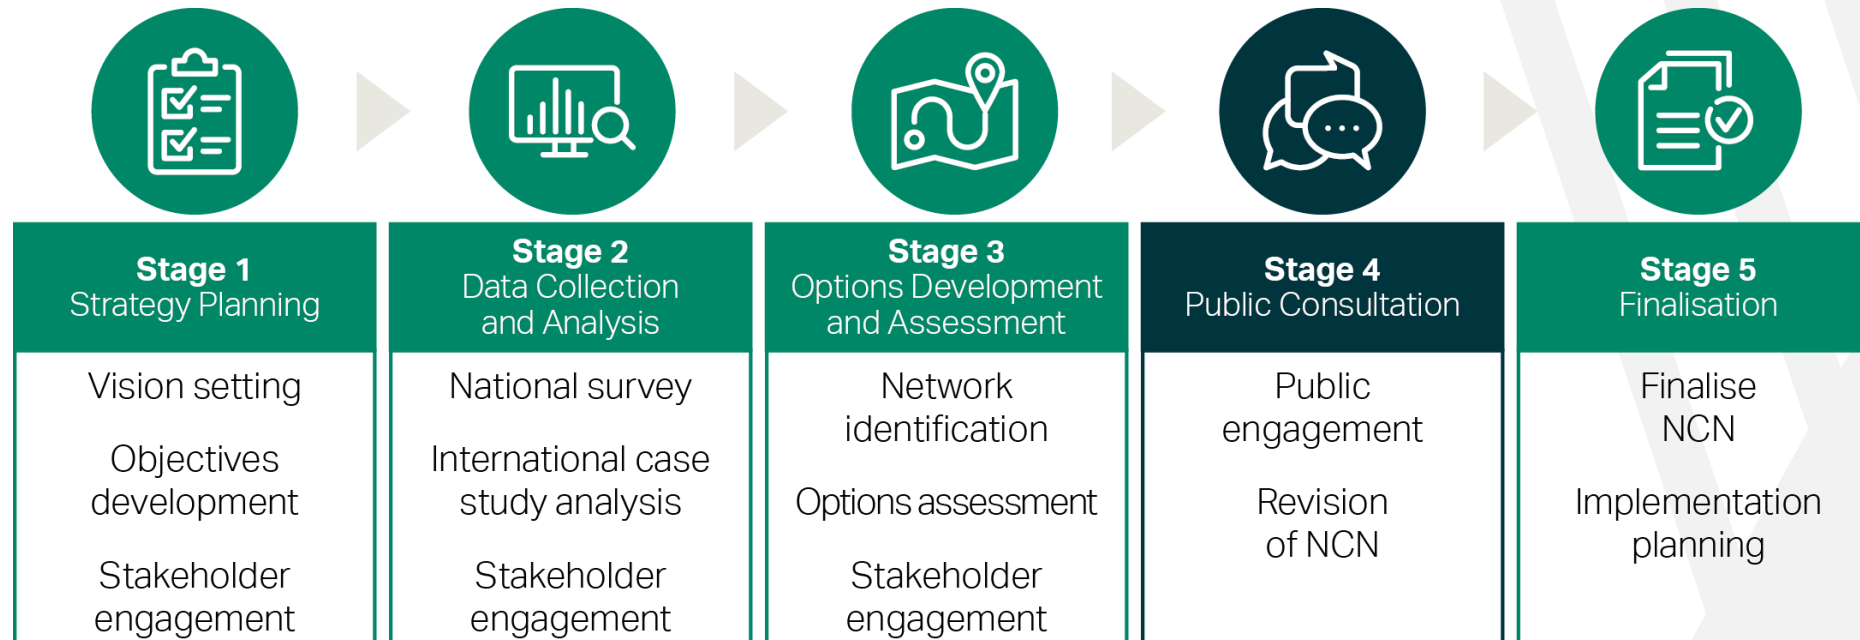 Stage 1
Strategy Planning
Vision setting
Objectives
development
Stakeholder
engagement
Stage 2
Data Collection
and Analysis
National survey
International case
study analysis
Stakeholder
engagement
Stage 3
Options Development
and Assessment
Network
identification
Options assessment
Stakeholder
engagement
Stage 4
Public Consultation
Public
engagement
Revision
of NCN
Stage 5
Finalisation
Finalise
NCN
Implementation
planning